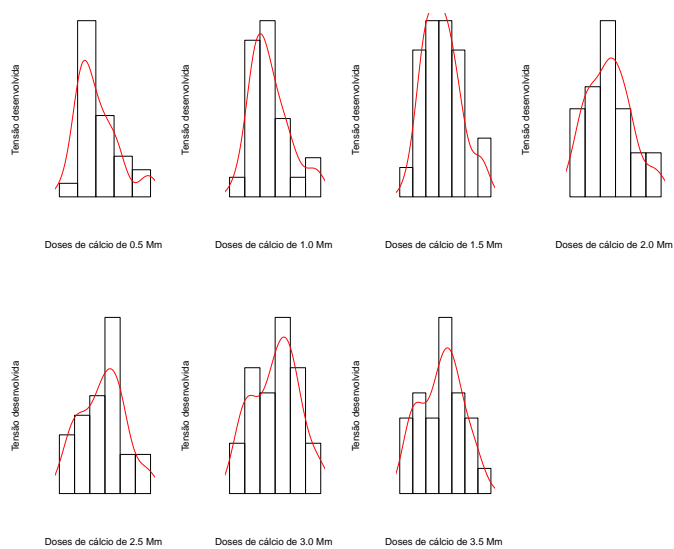 Tensão desenvolvida
Doses de cálcio de 0.5 Mm
Tensão desenvolvida
Doses de cálcio de 1.0 Mm
Tensão desenvolvida
Doses de cálcio de 1.5 Mm
Tensão desenvolvida
Doses de cálcio de 2.0 Mm
Tensão desenvolvida
Doses de cálcio de 2.5 Mm
Tensão desenvolvida
Doses de cálcio de 3.0 Mm
Tensão desenvolvida
Doses de cálcio de 3.5 Mm